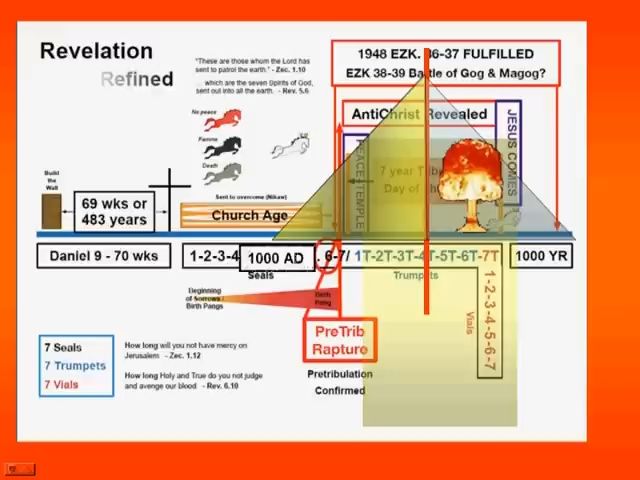 Revelation
Refined
"These are those whom the Lord has
sent to patrol the earth." - Zec. 1.10
which are the seven Spirits of God,
sent out into all the earth. - Rev. 5.6
1948 EZK. 36-37 FULFILLED
EZK 38-39 Battle of Gog & Magog?
No peace
Famine
Death
AntiChrist Revealed
JESUS COMES
TEMPLE
7 year
Day of
Build
the
Wall
69 wks or
483 years
Sent to overcome (Nikaw)
Church Age
Daniel 9 - 70 wks
1-2-3-4
1000 AD
. 6-7/
1T-2T-3T-4T-5T-6T-7T
1000 YR
Seals
Trumpets
1-2-3-4-5-6-7
Vials
Beginning
of Sorrows /
Birth Pangs
Birth
Pang
PreTrib
Rapture
Pretribulation
Confirmed
7 Seals
7 Trumpets
7 Vials
How long will you not have mercy on
Jerusalem - Zec. 1.12
How long Holy and True do you not judge
and avenge our blood. - Rev. 6.10